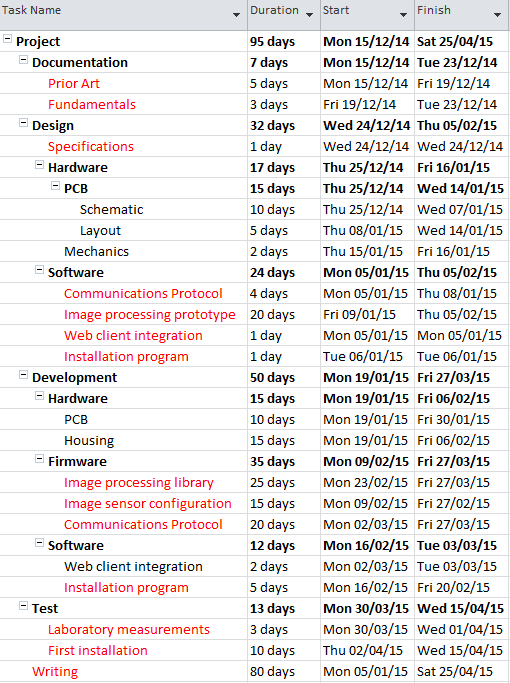 Task Name Duration Start Finish
Project 95 days Mon 15/12/14 Sat 25/04/15
Documentation 7 days Mon 15/12/14 Tue 23/12/14
Prior Art 5 days Mon 15/12/14 Fri 19/12/14
Fundamentals 3 days Fri 19/12/14 Tue 23/12/14
Design 32 days Wed 24/12/14 Thu 05/02/15
Specifications 1 day Wed 24/12/14 Wed 24/12/14
Hardware 17 days Thu 25/12/14 Fri 16/01/15
PCB 15 days Thu 25/12/14 Wed 14/01/15
Schematic 10 days Thu 25/12/14 Wed 07/01/15
Layout 5 days Thu 08/01/15 Wed 14/01/15
Mechanics 2 days Thu 15/01/15 Fri 16/01/15
Software 24 days Mon 05/01/15 Thu 05/02/15
Communications Protocol 4 days Mon 05/01/15 Thu 08/01/15
Image processing prototype 20 days Fri 09/01/15 Thu 05/02/15
Web client integration 1 day Mon 05/01/15 Mon 05/01/15
Installation program 1 day Tue 06/01/15 Tue 06/01/15
Development 50 days Mon 19/01/15 Fri 27/03/15
Hardware 15 days Mon 19/01/15 Fri 06/02/15
PCB 10 days Mon 19/01/15 Fri 30/01/15
Housing 15 days Mon 19/01/15 Fri 06/02/15
Firmware 35 days Mon 09/02/15 Fri 27/03/15
Image processing library 25 days Mon 23/02/15 Fri 27/03/15
Image sensor configuration 15 days Mon 09/02/15 Fri 27/03/15
Communications Protocol 20 days Mon 02/03/15 Fri 27/03/15
Software 12 days Mon 16/02/15 Tue 03/03/15
Web client integration 2 days Mon 02/03/15 Tue 03/03/15
Installation program 5 days Mon 16/02/15 Fri 20/02/15
Test 13 days Mon 30/03/15 Wed 15/04/15
Laboratory measurements 3 days Mon 30/03/15 Wed 01/04/15
First installation 10 days Thu 02/04/15 Wed 15/04/15
Writing 80 days Mon 05/01/15 Sat 25/04/15